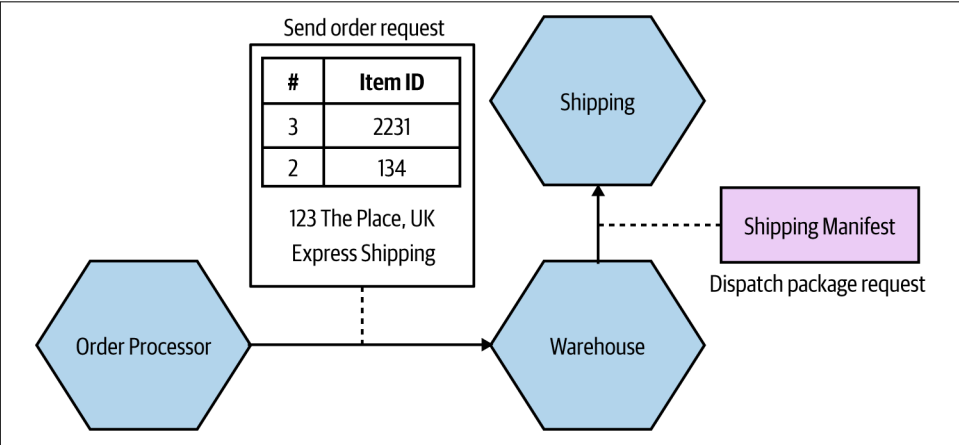 Send order request
# Item ID
3 2231
2 134
123 The Place, UK
Express Shipping
Shipping
Shipping Manifest
Dispatch package request
Order Processor
Warehouse